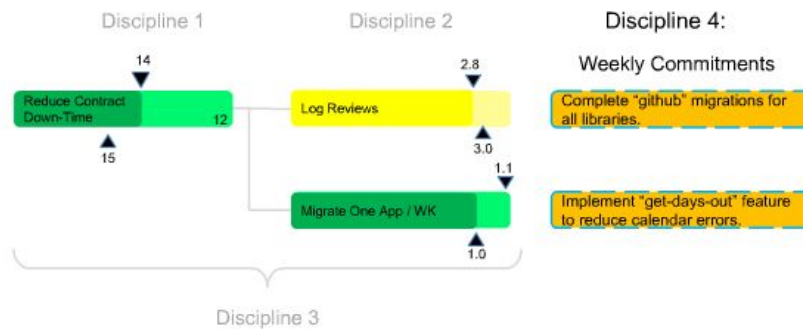 Discipline 1
Discipline 2
Discipline 4:
Weekly Commitments
14
2.8
Reduce Contract
Down-Time
12
Log Reviews
Complete “github” migrations for
all libraries.
15
3.0
1.1
Migrate One App / WK
Implement “get-days-out” feature
to reduce calendar errors.
1.0
Discipline 3